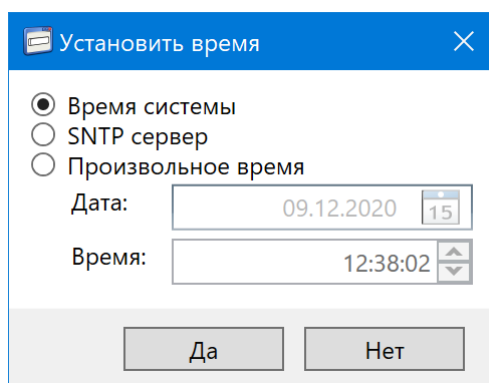 Установить время
Время системы
SNTP сервер
Произвольное время
Дата: 09.12.2020 15
Время: 12:38:02
Да Нет